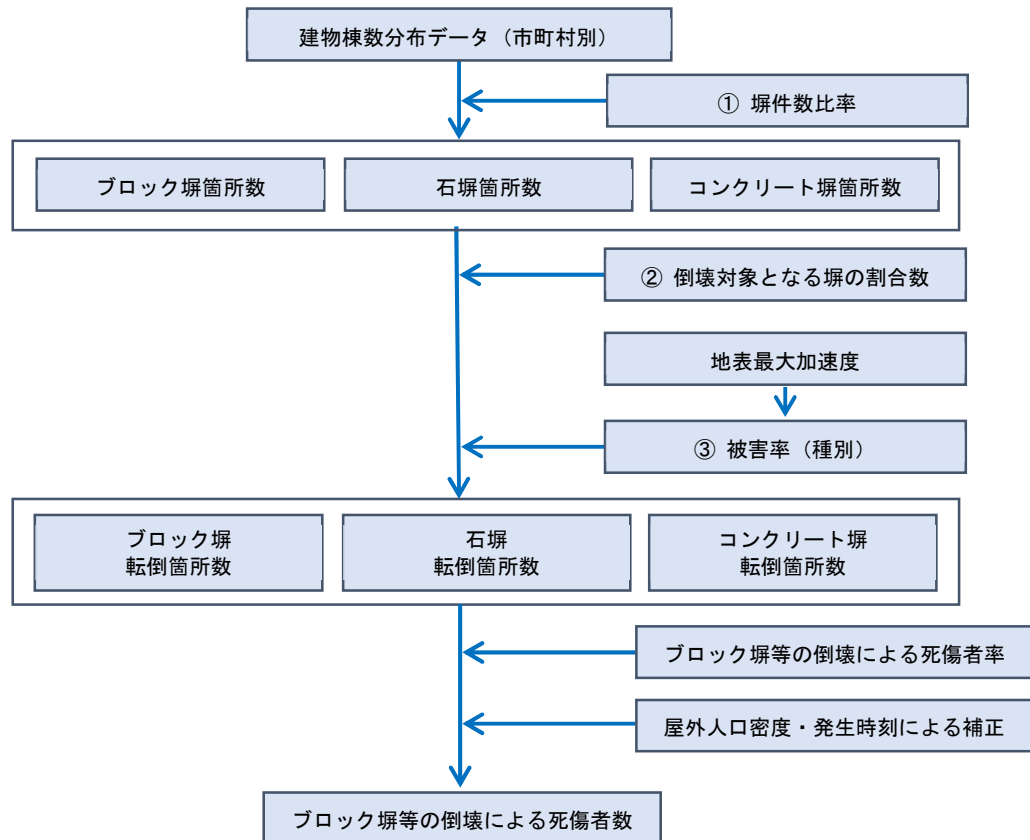 建物棟数分布データ（市町村別）
① 塀件数比率
ブロック塀箇所数
石塀箇所数
コンクリート塀箇所数
② 倒壊対象となる塀の割合数
地表最大加速度
③ 被害率（種別）
ブロック塀
転倒箇所数
石塀
転倒箇所数
コンクリート塀
転倒箇所数
ブロック塀等の倒壊による死傷者率
屋外人口密度・発生時刻による補正
ブロック塀等の倒壊による死傷者数